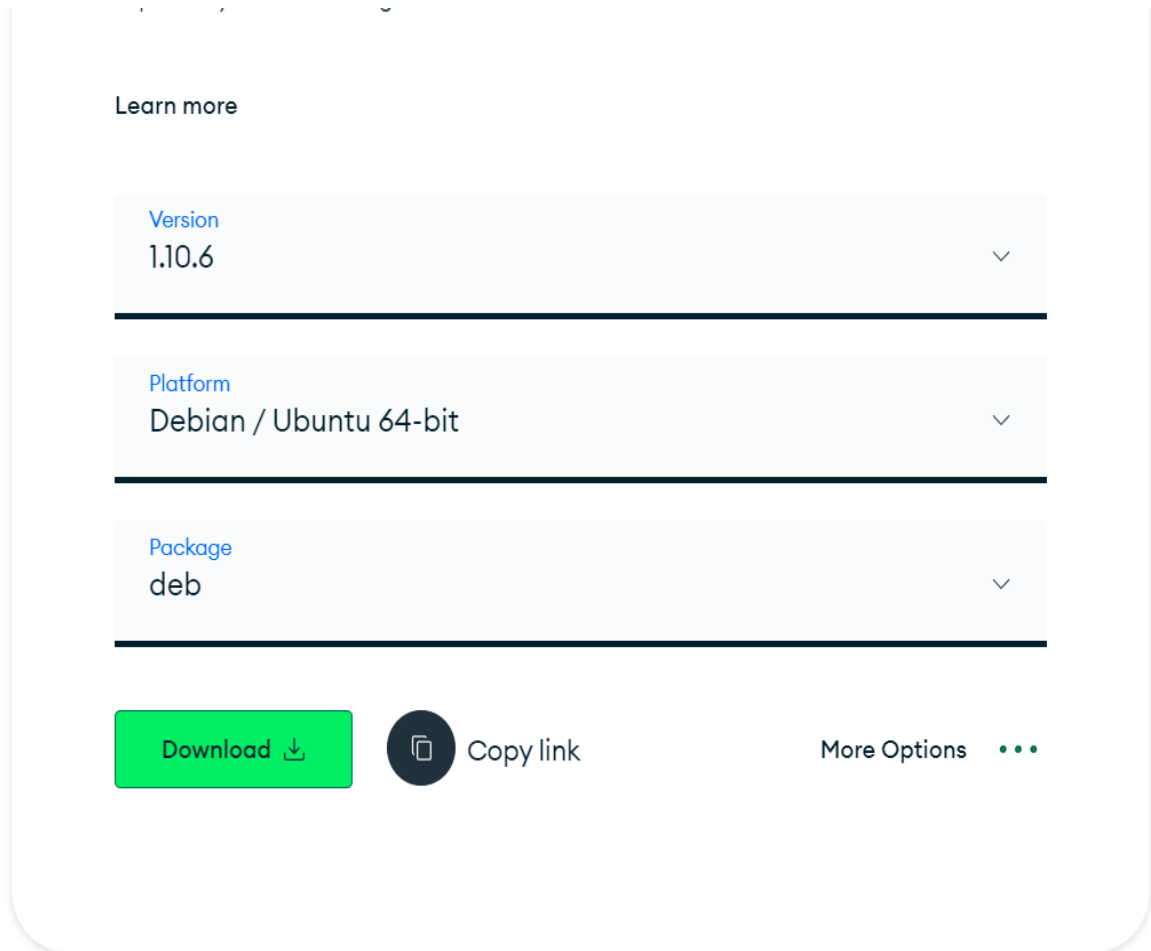 Learn more
Version
1.10.6
Platform
Debian / Ubuntu 64-bit
Package
deb
Download
Copy link
More Options